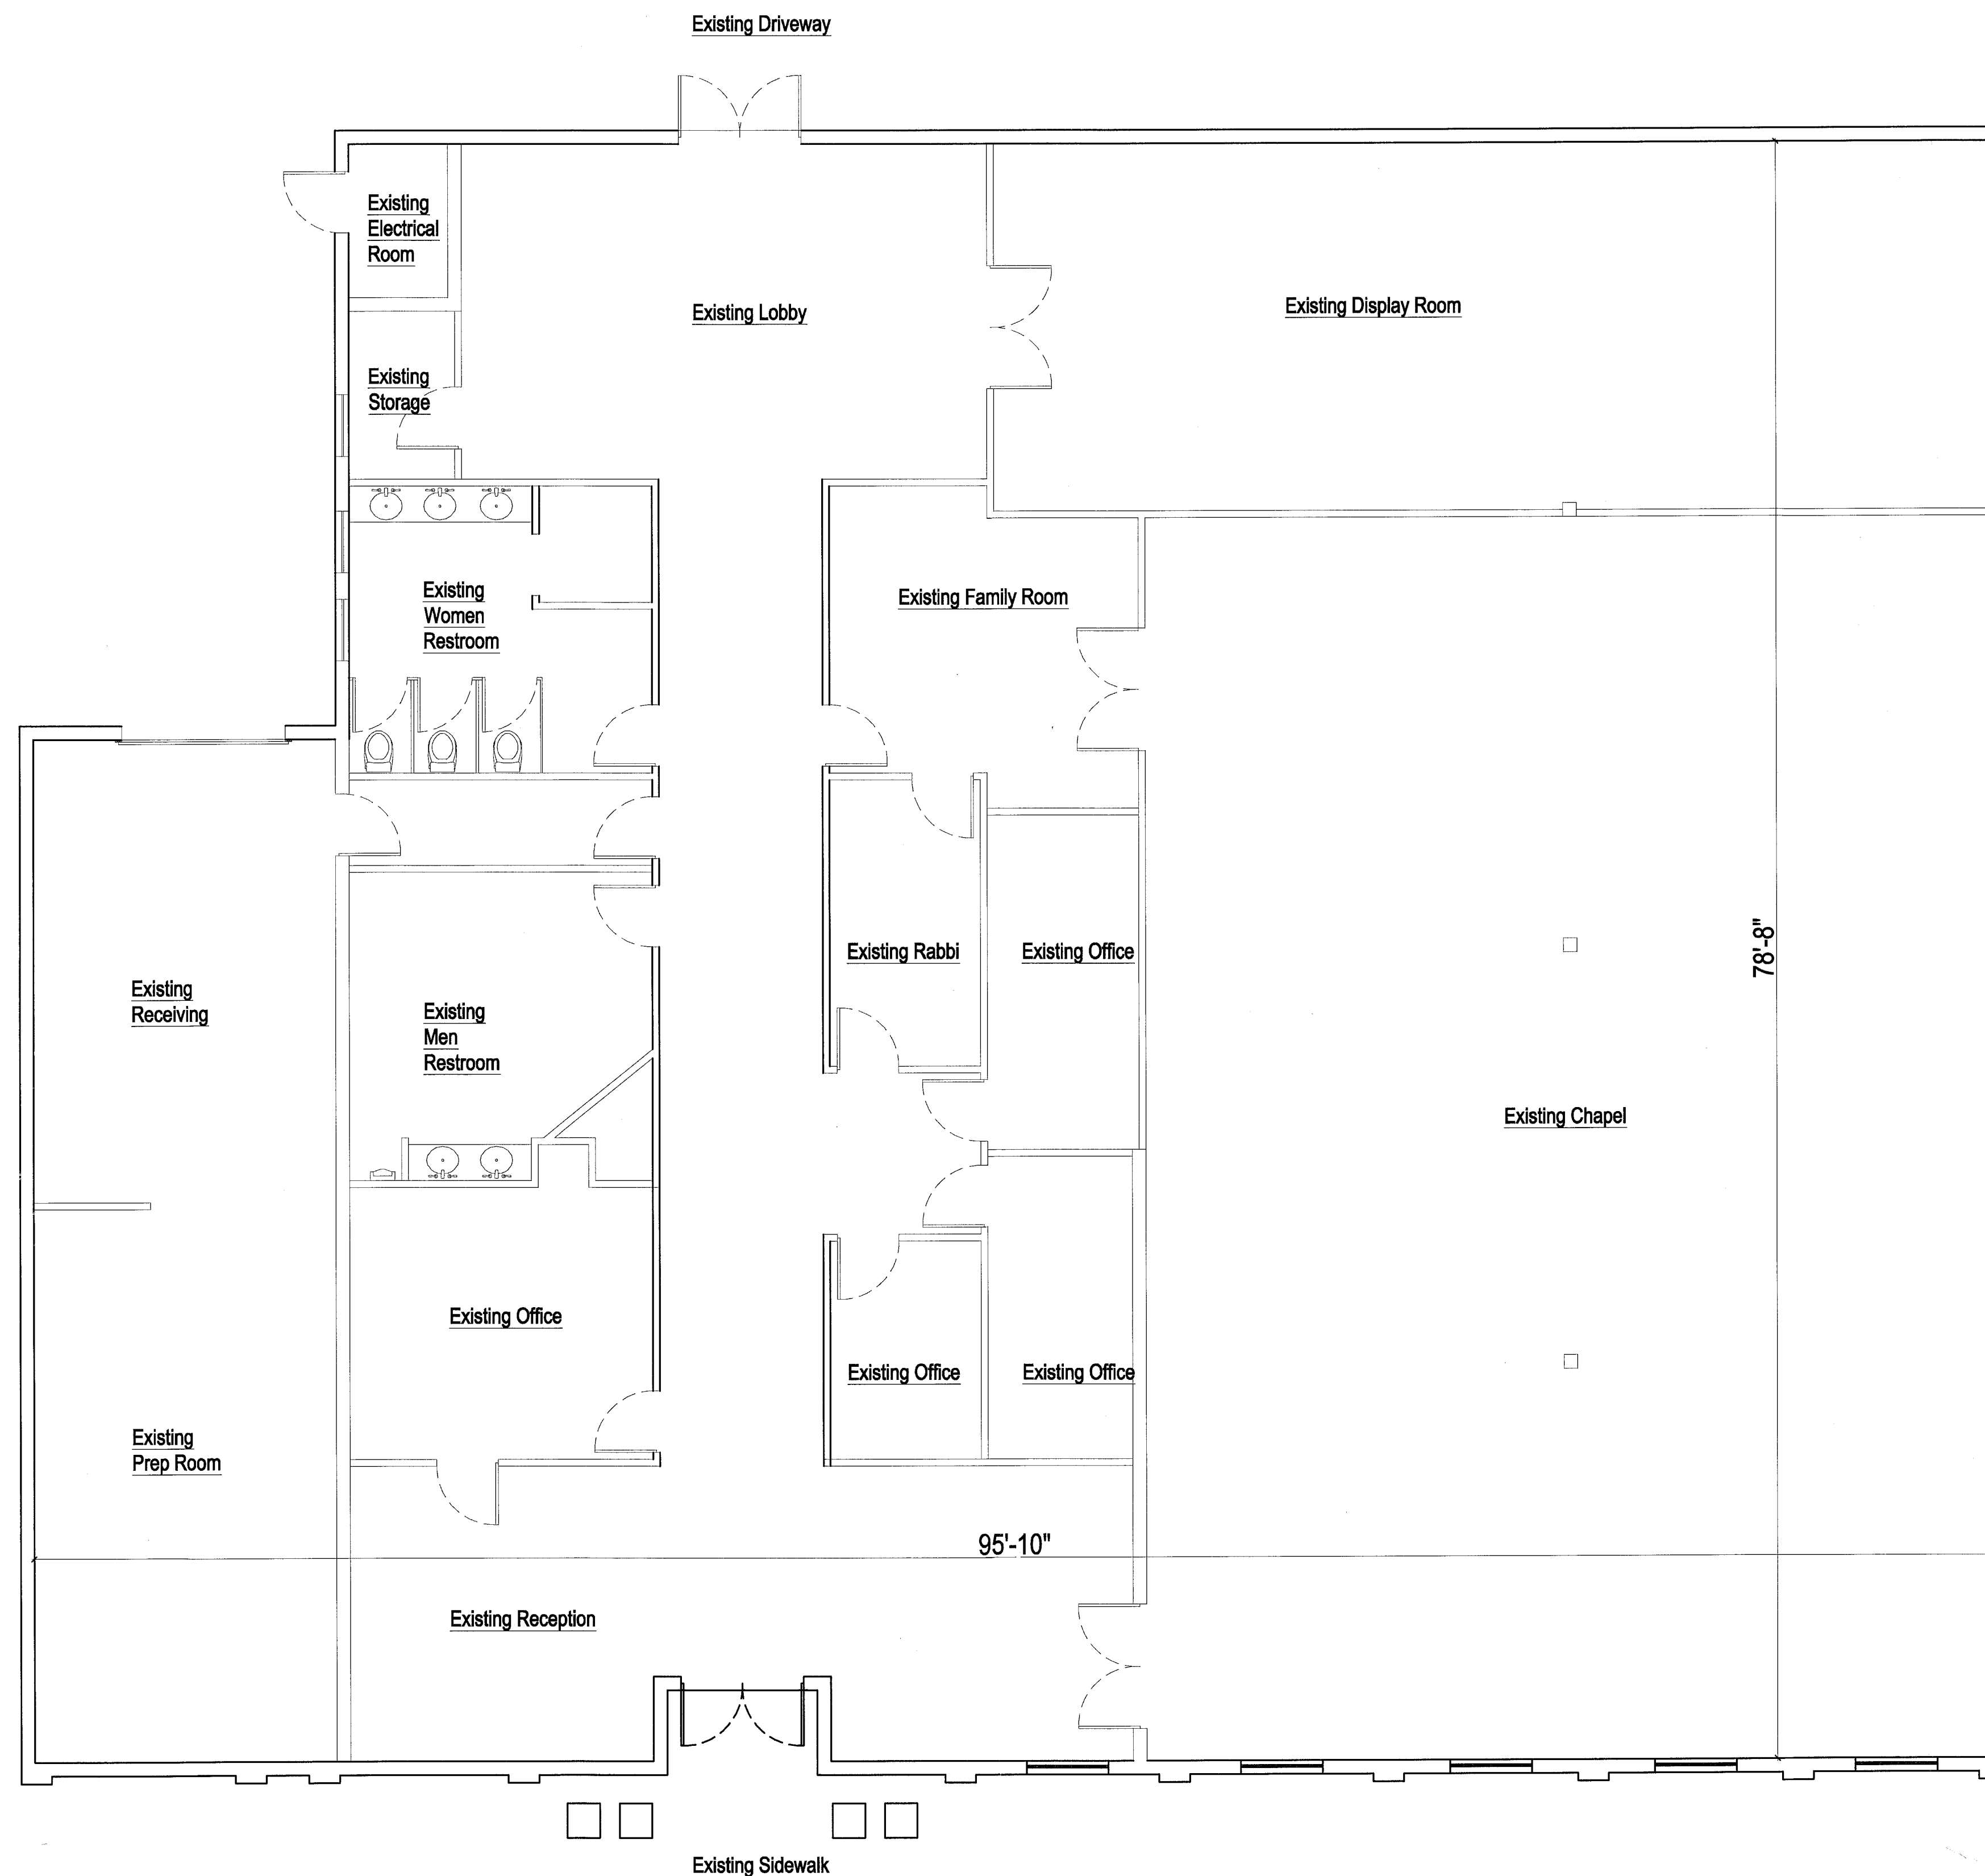 Existing Driveway
Existing
Electrical
Room
Existing Lobby
Existing Display Room
Existing
Storage
Existing
Women
Restroom
Existing Family Room
Existing Rabbi
Existing Office
78'-8"
Existing
Receiving
Existing
Men
Restroom
Existing Chapel
Existing Office
Existing Office
Existing Office
Existing
Prep Room
95'-10"
Existing Reception
Existing Sidewalk